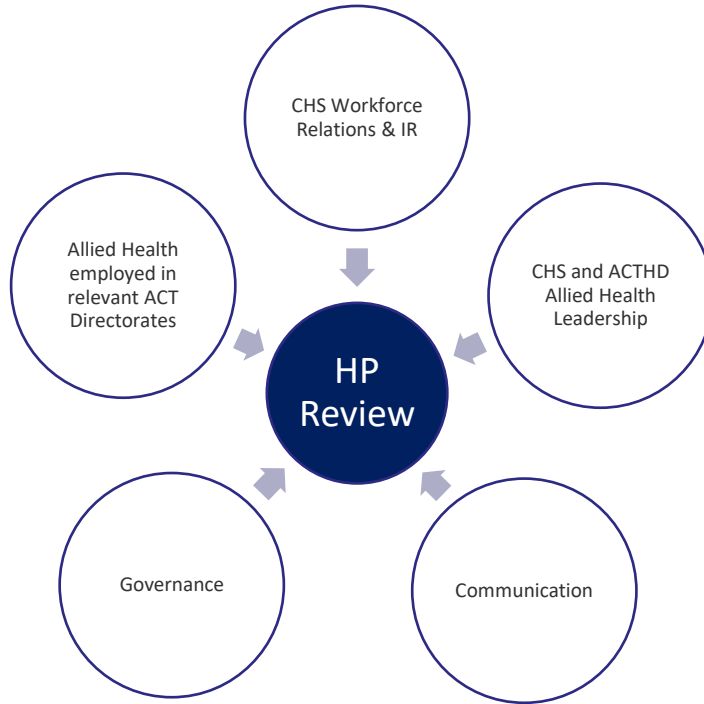 CHS Workforce
Relations & IR
Allied Health
employed in
relevant ACT
Directorates
CHS and ACTHD
Allied Health
Leadership
HP
Review
Governance
Communication